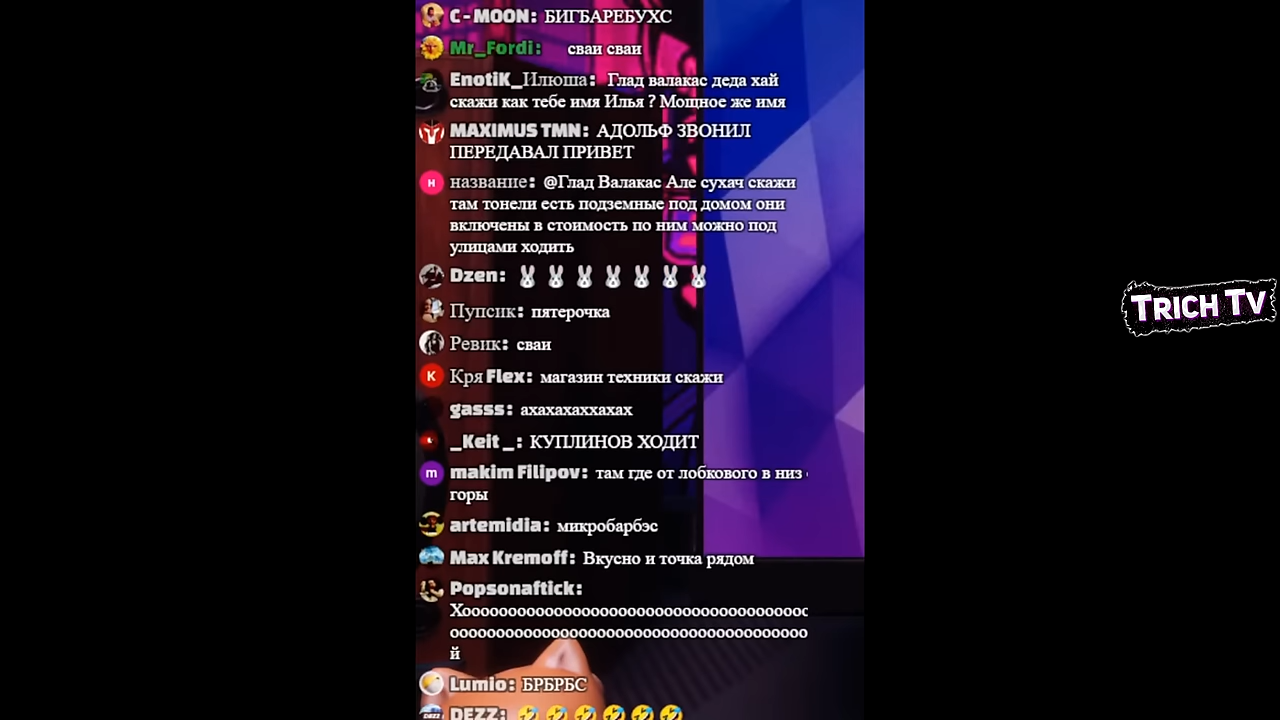 C-MOON: БИГБАРЕБУХС
Mr_Fordi: сваи сваи
EnotiK_Илюша: Глад валакас деда хай
скажи как тебе имя Илья ? Мощное же имя
MAXIMUS TMN: АДОЛЬФ ЗВОНИЛ
ПЕРЕДАВАЛ ПРИВЕТ
название: @Глад Валакас Але сухач скажи
там тонели есть подземные под домом они
включены в стоимость по ним можно под
улицами ходить
Dzen: 🐰🐰🐰🐰🐰🐰🐰
Пупсик: пятерочка
Ревик: сваи
Кря Flex: магазин техники скажи
gasss: ахахахаххахах
_Keit_: КУПЛИНОВ ХОДИТ
makim Filipov: там где от лобкового в низ
горы
artemidia: микробарбэс
Max Kremoff: Вкусно и точка рядом
Popsonaftick:
Хооооооооооооооооооооооооооооооооооооо
ооооооооооооооооооооооооооооооооооооооо
й
Lumio: БРБРБС
DEZZ: 🤣🤣🤣🤣🤣🤣
TRICH TV